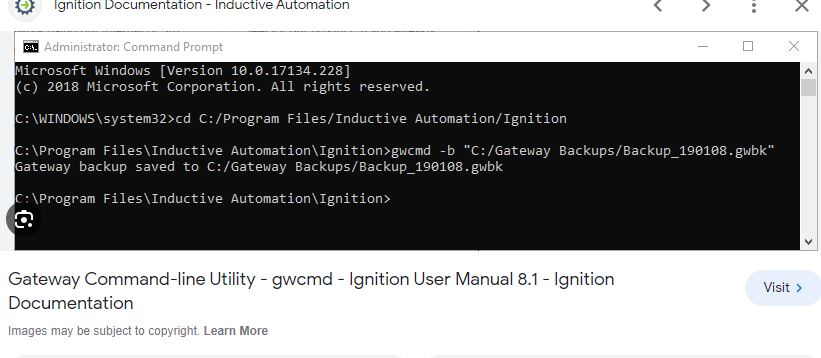 Ignition Documentation - Inductive Automation
Administrator: Command Prompt
Microsoft Windows [Version 10.0.17134.228]
(c) 2018 Microsoft Corporation. All rights reserved.
C:\WINDOWS\system32>cd C:/Program Files/Inductive Automation/Ignition
C:\Program Files\Inductive Automation\Ignition>gwcmd -b "C:/Gateway Backups/Backup_190108.gwbk"
Gateway backup saved to C:/Gateway Backups/Backup_190108.gwbk
C:\Program Files\Inductive Automation\Ignition>
Gateway Command-line Utility - gwcmd - Ignition User Manual 8.1 - Ignition
Documentation
Visit
Images may be subject to copyright. Learn More